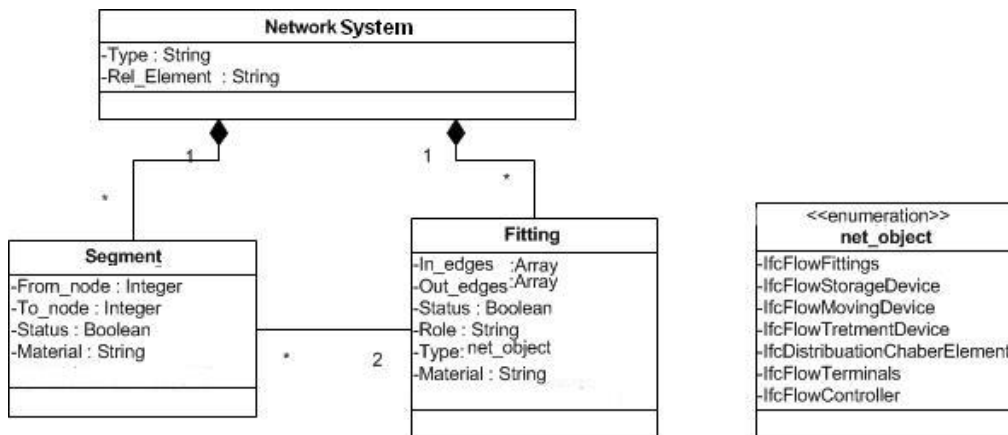 Network System
-Type : String
-Rel_Element : String
1
1
*
*
Segment
-From_node : Integer
-To_node : Integer
-Status : Boolean
-Material : String
*
2
Fitting
-In_edges :Array
-Out_edges :Array
-Status : Boolean
-Role : String
-Type: net_object
-Material : String
<<enumeration>>
net_object
-IfcFlowFittings
-IfcFlowStorageDevice
-IfcFlowMovingDevice
-IfcFlowTretmentDevice
-IfcDistribuationChaberElement
-IfcFlowTerminals
-IfcFlowController